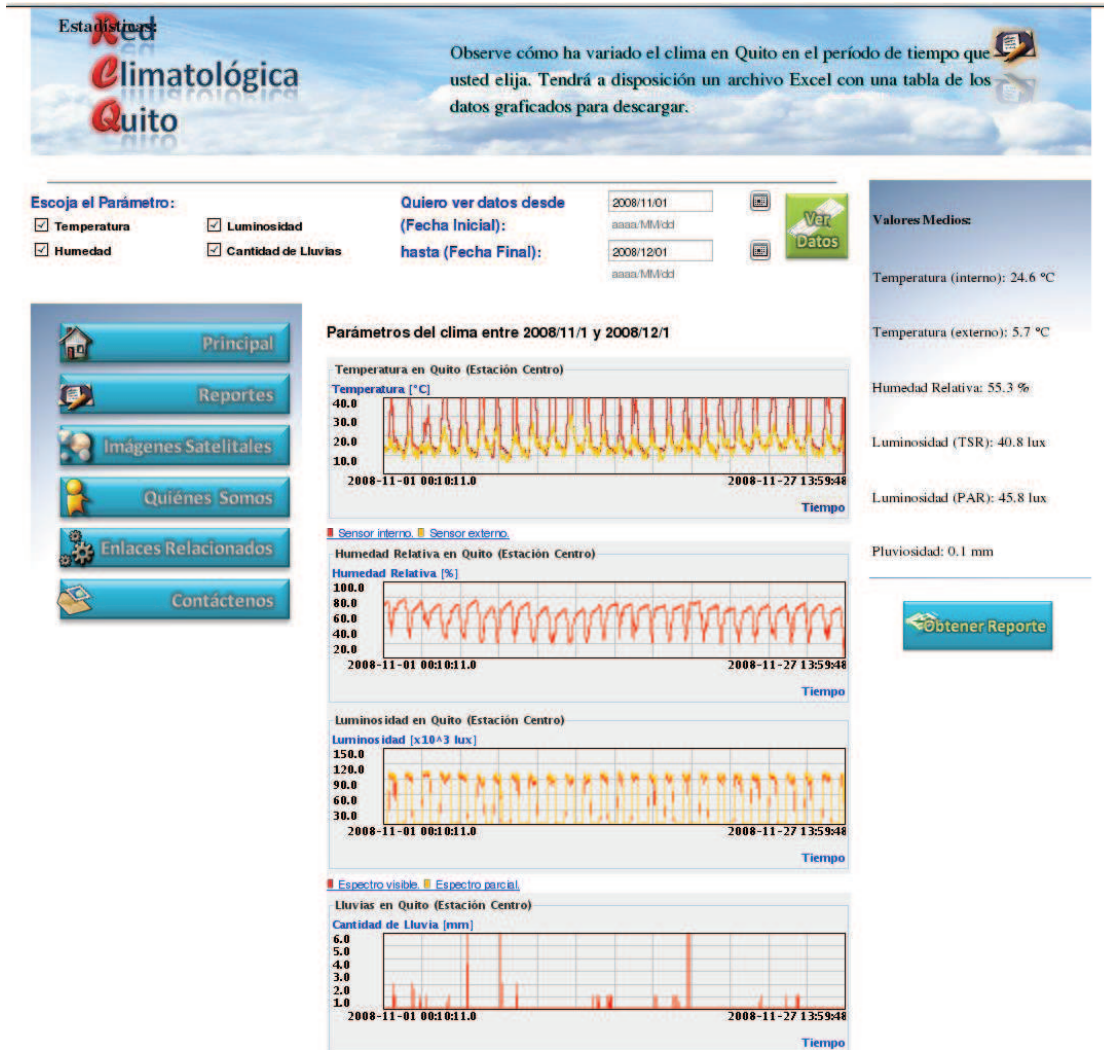 Estadísticas:
Red
Climatológica
Quito
Observe cómo ha variado el clima en Quito en el período de tiempo que
usted elija. Tendrá a disposición un archivo Excel con una tabla de los
datos graficados para descargar.
Escoja el Parámetro:
Temperatura
Luminosidad
Humedad
Cantidad de Lluvias
Quiero ver datos desde
(Fecha Inicial):
2008/11/01
aaaa/MM/dd
hasta (Fecha Final):
2008/12/01
aaaa/MM/dd
Ver
Datos
Valores Medios:
Temperatura (interno): 24.6 °C
Temperatura (externo): 5.7 °C
Humedad Relativa: 55.3 %
Luminosidad (TSR): 40.8 lux
Luminosidad (PAR): 45.8 lux
Pluviosidad: 0.1 mm
Obtener Reporte
Principal
Reportes
Imágenes Satelitales
Quiénes Somos
Enlaces Relacionados
Contáctenos
Parámetros del clima entre 2008/11/1 y 2008/12/1
Temperatura en Quito (Estación Centro)
Temperatura [°C]
40.0
30.0
20.0
10.0
2008-11-01 00:10:11.0
2008-11-27 13:59:48
Tiempo
Sensor interno. Sensor externo.
Humedad Relativa en Quito (Estación Centro)
Humedad Relativa [%]
100.0
80.0
60.0
40.0
20.0
2008-11-01 00:10:11.0
2008-11-27 13:59:48
Tiempo
Luminosidad en Quito (Estación Centro)
Luminosidad [x10^3 lux]
150.0
120.0
90.0
60.0
30.0
2008-11-01 00:10:11.0
2008-11-27 13:59:48
Tiempo
Espectro visible. Espectro parcial.
Lluvias en Quito (Estación Centro)
Cantidad de Lluvia [mm]
6.0
5.0
4.0
3.0
2.0
1.0
2008-11-01 00:10:11.0
2008-11-27 13:59:48
Tiempo